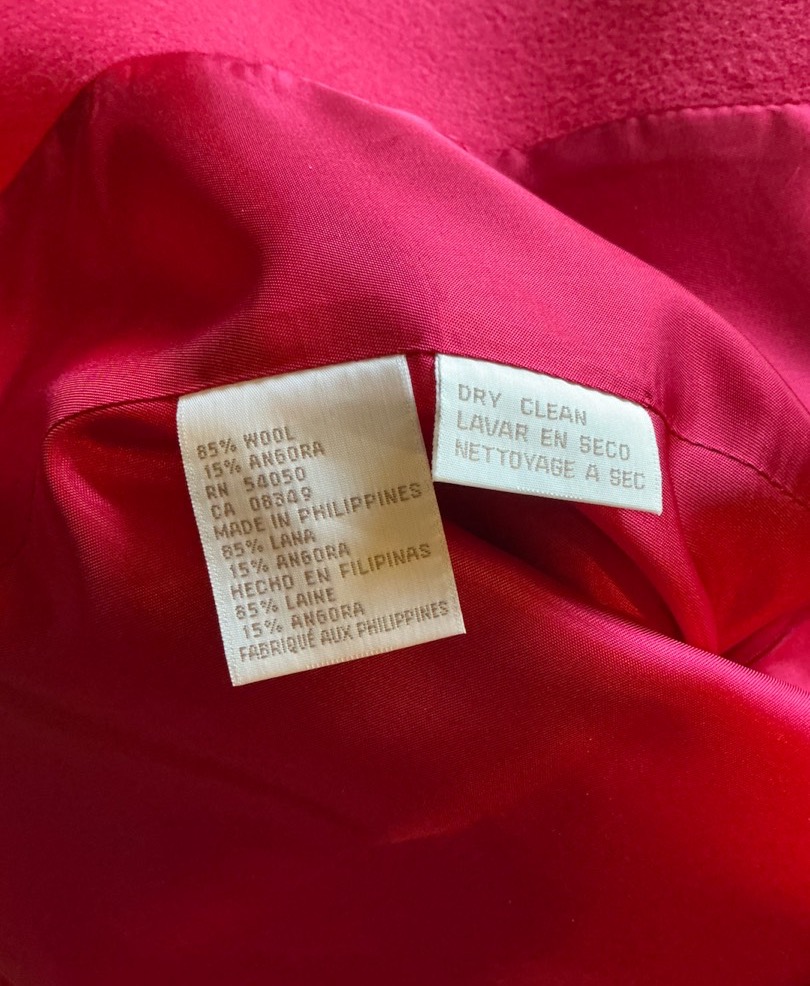 85% WOOL
15% ANGORA
RN 54050
CA 08349
MADE IN PHILIPPINES
85% LANA
15% ANGORA
HECHO EN FILIPINAS
85% LAINE
15% ANGORA
FABRIQUÉ AUX PHILIPPINES
DRY CLEAN
LAVAR EN SECO
NETTOYAGE A SEC